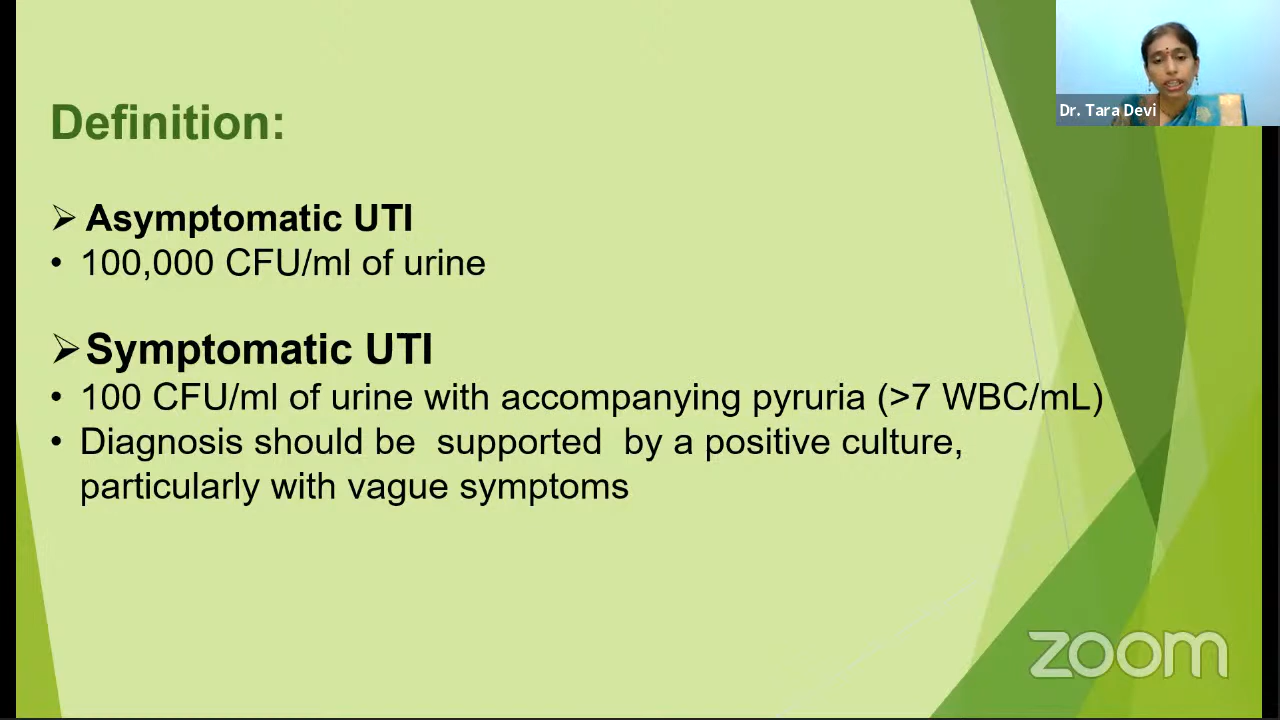 Dr. Tara Devi
Definition:
➢ Asymptomatic UTI
• 100,000 CFU/ml of urine
➢ Symptomatic UTI
• 100 CFU/ml of urine with accompanying pyruria (>7 WBC/mL)
• Diagnosis should be  supported  by a positive culture,
particularly with vague symptoms
zoom